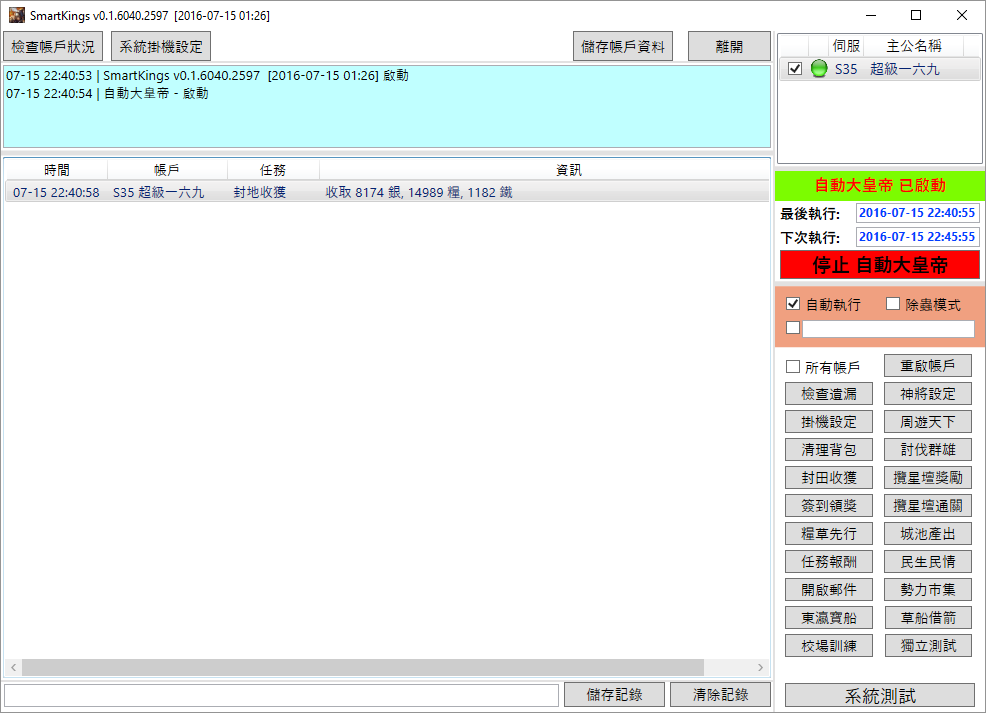 SmartKings v0.1.6040.2597 [2016-07-15 01:26]
檢查帳戶狀況 系統掛機設定 儲存帳戶資料 離開
07-15 22:40:53 | SmartKings v0.1.6040.2597 [2016-07-15 01:26] 啟動
07-15 22:40:54 | 自動大皇帝 - 啟動
時間 帳戶 任務 資訊
07-15 22:40:58 S35 超級一六九 封地收獲 收取 8174 銀, 14989 糧, 1182 鐵
儲存記錄 清除記錄
伺服 主公名稱
S35 超級一六九
自動大皇帝 已啟動
最後執行: 2016-07-15 22:40:55
下次執行: 2016-07-15 22:45:55
停止 自動大皇帝
自動執行 除蟲模式
所有帳戶 重啟帳戶
檢查遺漏 神將設定
掛機設定 周遊天下
清理背包 討伐群雄
封田收獲 攬星壇獎勵
簽到領獎 攬星壇通關
糧草先行 城池產出
任務報酬 民生民情
開啟郵件 勢力市集
東瀛寶船 草船借箭
校場訓練 獨立測試
系統測試